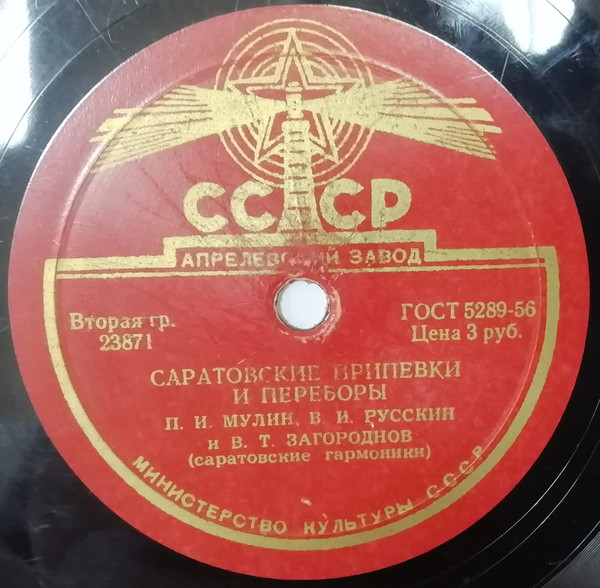 СССР
АПРЕЛЕВСКИЙ ЗАВОД
Вторая гр.
23871
ГОСТ 5289-56
Цена 3 руб.
САРАТОВСКИЕ ПРИПЕВКИ
И ПЕРЕБОРЫ
П. И. МУЛИН, В. И. РУССКИН
и В. Т. ЗАГОРОДНОВ
(саратовские гармоники)
МИНИСТЕРСТВО КУЛЬТУРЫ СССР